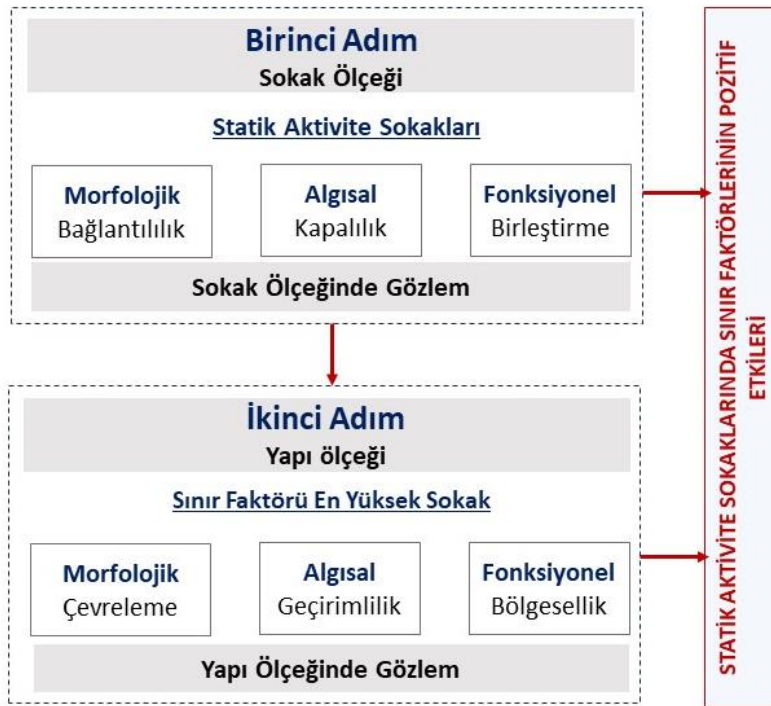 Birinci Adım
Sokak Ölçeği
Statik Aktivite Sokakları
Morfolojik
Bağlantılılık
Algısal
Kapalılık
Fonksiyonel
Birleştirme
Sokak Ölçeğinde Gözlem
İkinci Adım
Yapı ölçeği
Sınır Faktörü En Yüksek Sokak
Morfolojik
Çevreleme
Algısal
Geçirimlilik
Fonksiyonel
Bölgesellik
Yapı Ölçeğinde Gözlem
STATİK AKTİVİTE SOKAKLARINDA SINIR FAKTÖRLERİNİN POZİTİF
ETKİLERİ